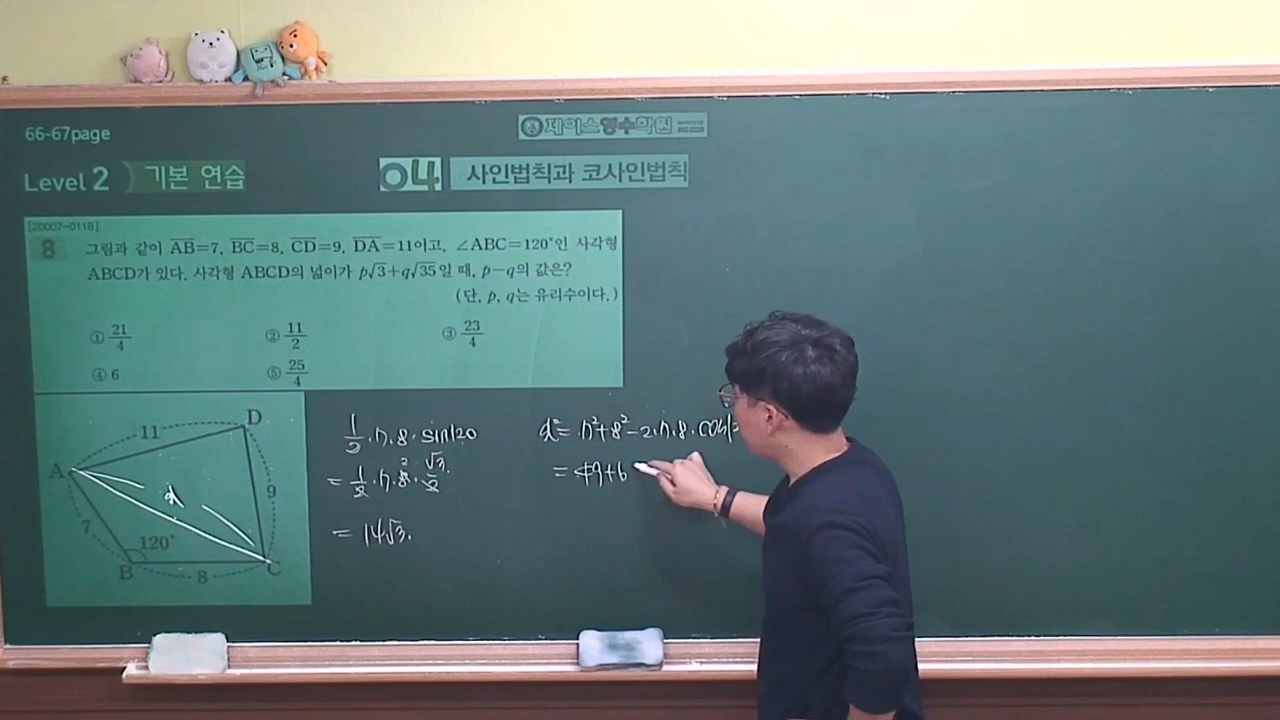 66-67page
제이스영수학원
Level 2 기본 연습
04 사인법칙과 코사인법칙
[20007-0118]
8 그림과 같이 AB=7, BC=8, CD=9, DA=11이고, ∠ABC=120°인 사각형
ABCD가 있다. 사각형 ABCD의 넓이가 p√3+q√35일 때, p-q의 값은?
(단, p, q는 유리수이다.)
① 21/4 ② 11/2 ③ 23/4
④ 6 ⑤ 25/4
11
D
A
9
7
120°
B
8
C
1/2·7·8·sin120
=1/2·7·8·√3/2
=14√3.
=7²+8²-2·7·8·cos1
=49+6